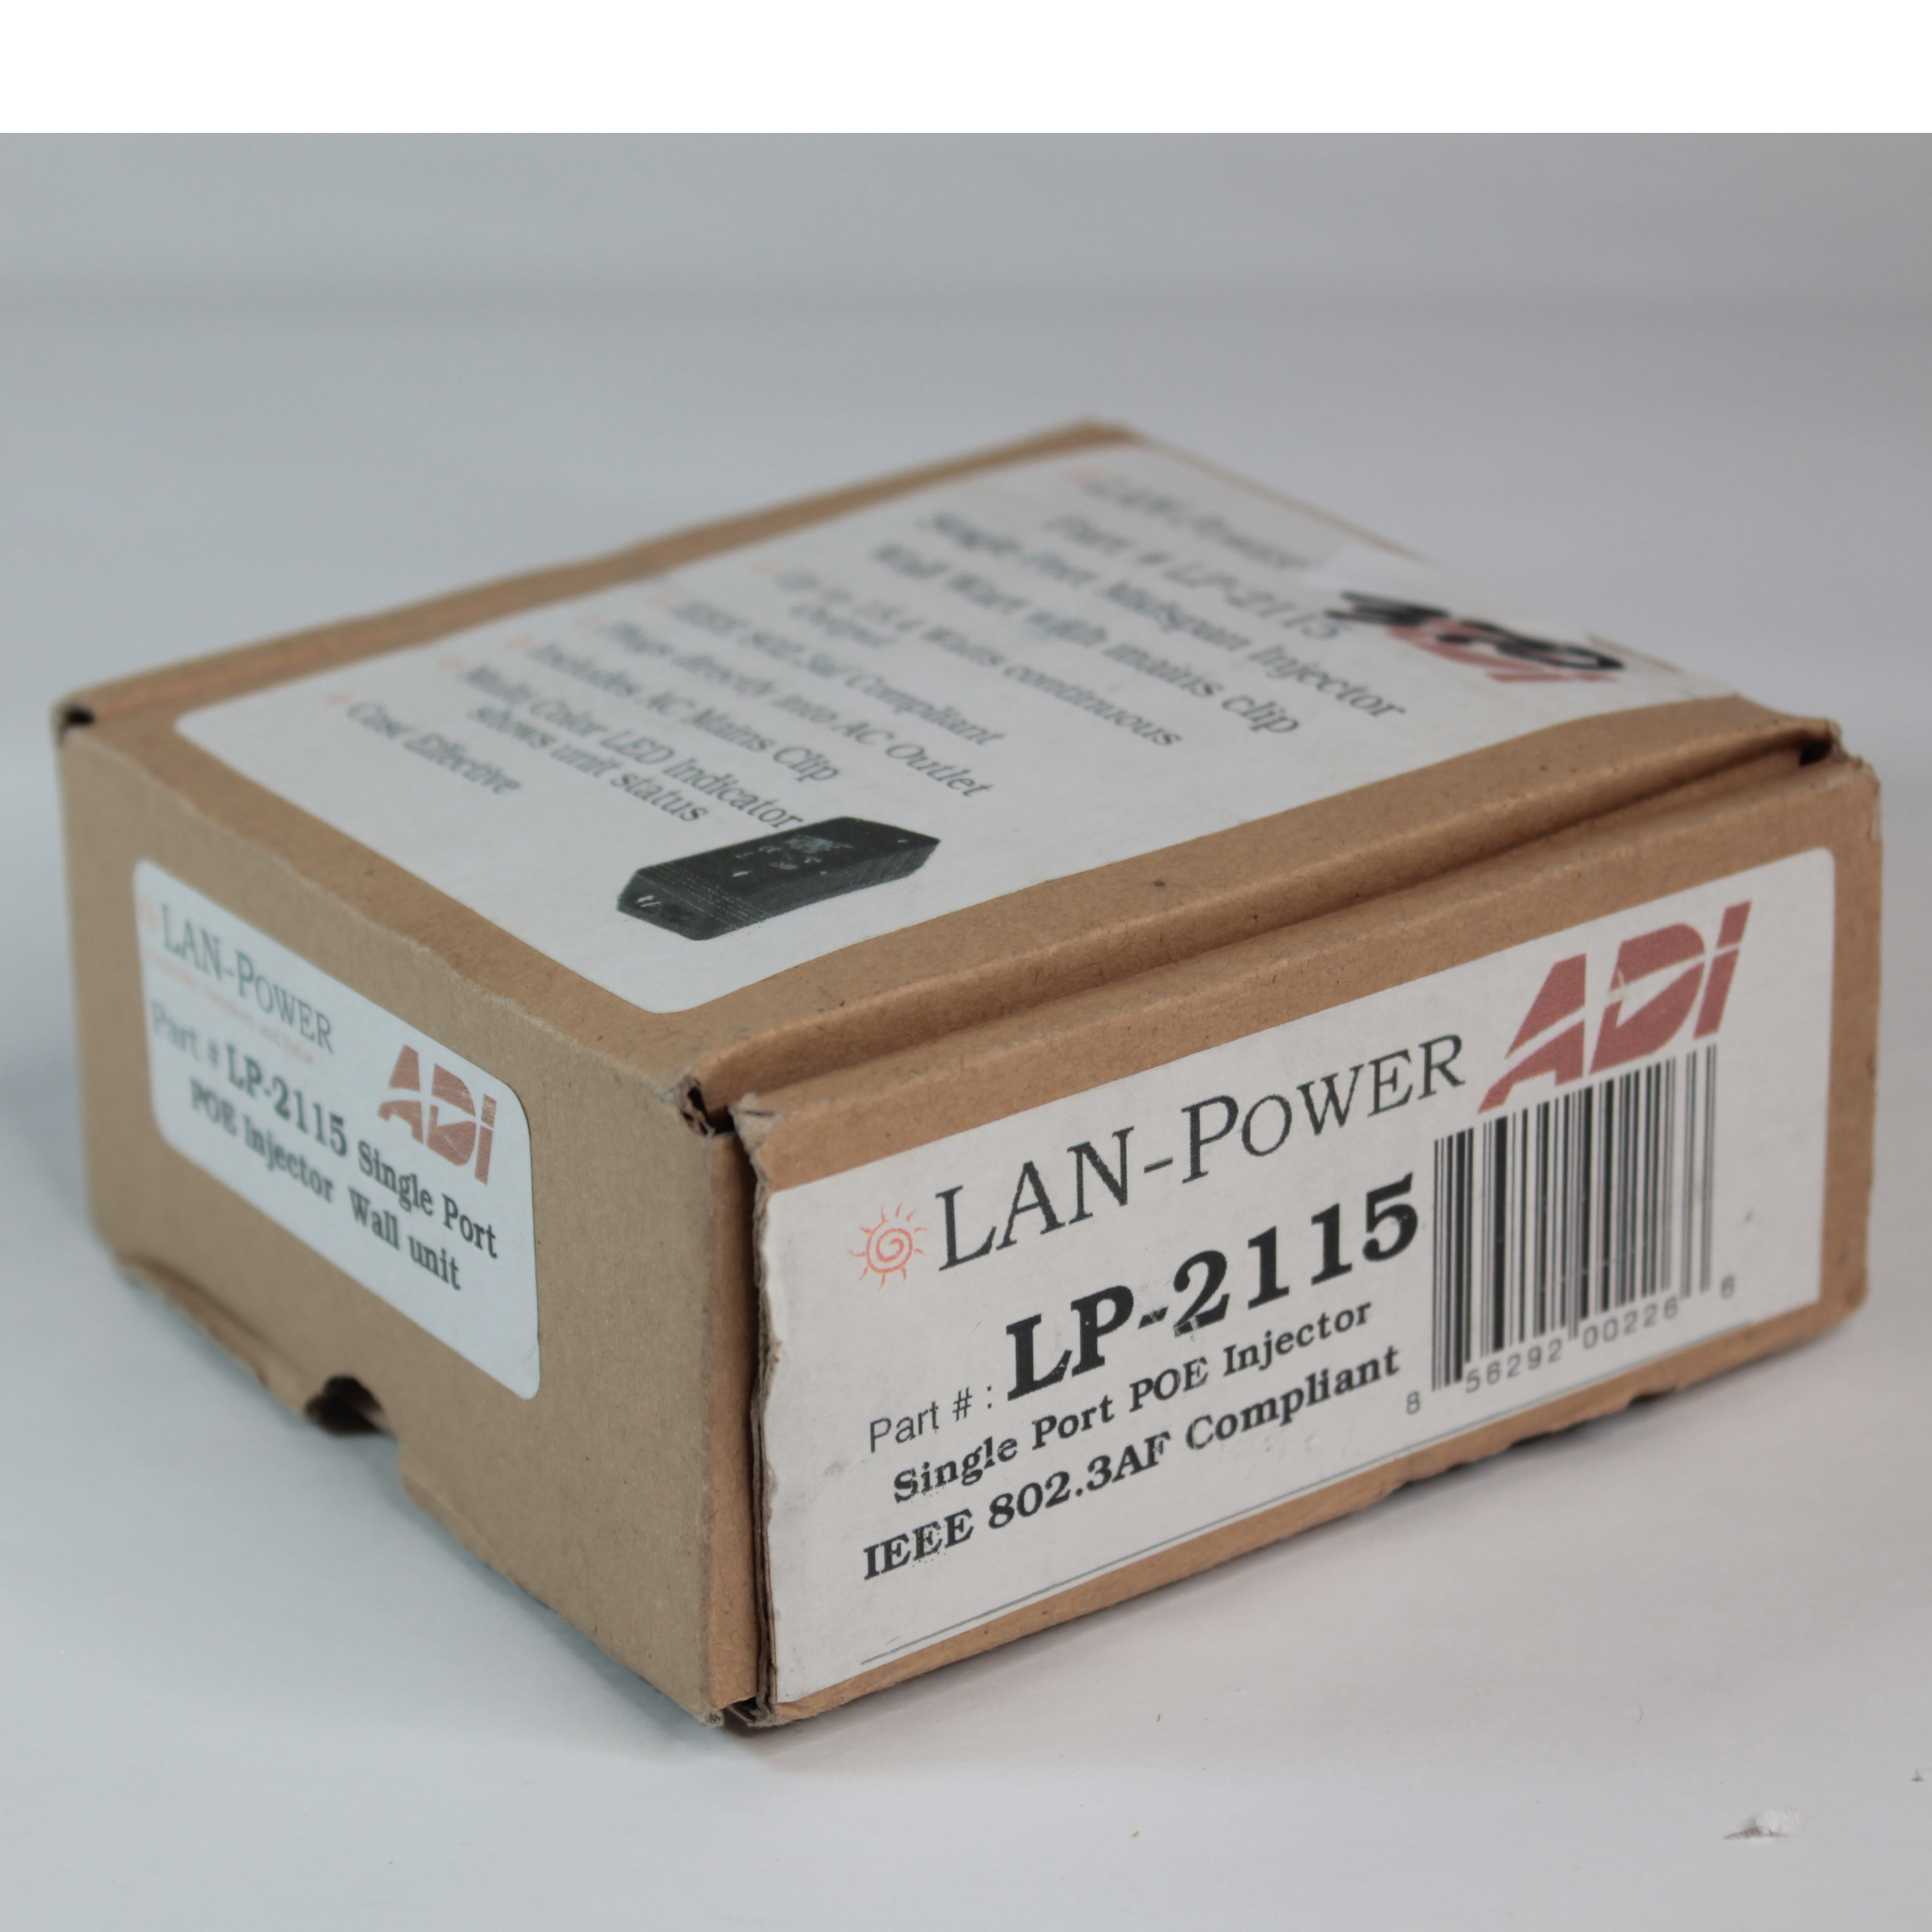 LAN-Power
Part # LP-2115
Single Port Midspan Injector
Wall Wart with mains clip
Up to 15.4 Watts continuous
Output
IEEE 802.3af Compliant
Plugs directly into AC Outlet
Includes AC Mains Clip
Multi Color LED Indicator
shows unit status
Cost Effective
LAN-POWER
ADI
Part # LP-2115 Single Port
POE Injector Wall unit
LAN-POWER
ADI
Part # : LP-2115
Single Port POE Injector
IEEE 802.3AF Compliant
8 56292 00226 6